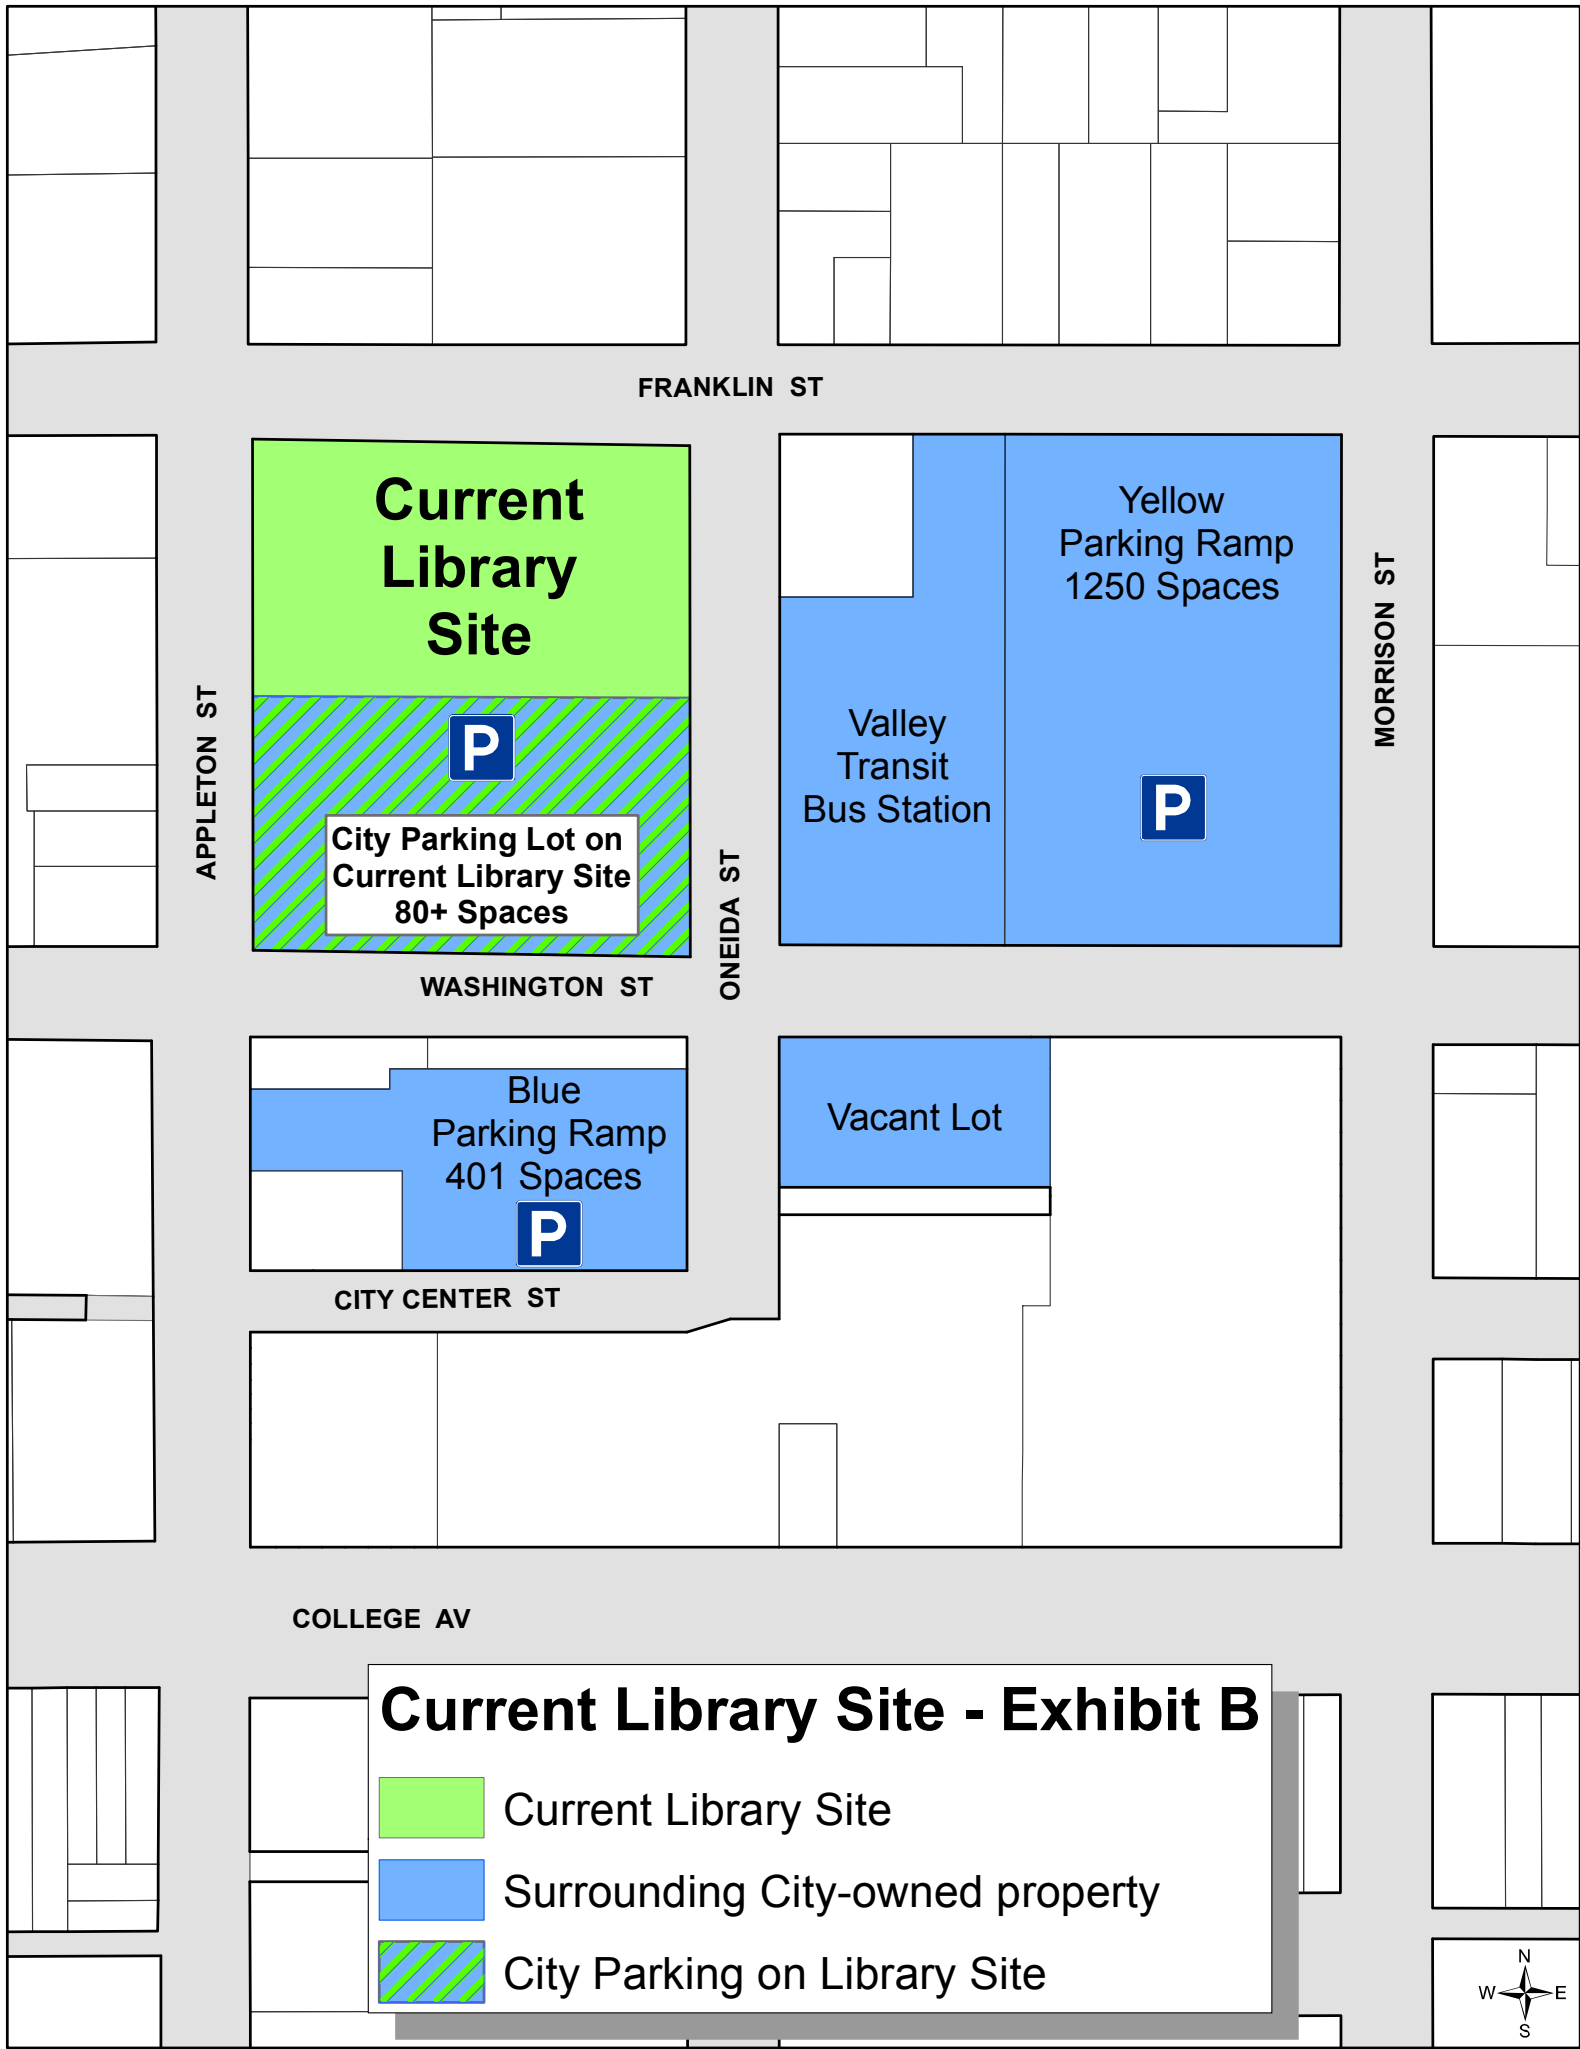 FRANKLIN ST
Current
Library
Site
Yellow
Parking Ramp
1250 Spaces
MORRISON ST
APPLETON ST
P
Valley
Transit
Bus Station
P
City Parking Lot on
Current Library Site
80+ Spaces
ONEIDA ST
WASHINGTON ST
Blue
Parking Ramp
401 Spaces
P
Vacant Lot
CITY CENTER ST
COLLEGE AV
Current Library Site - Exhibit B
Current Library Site
Surrounding City-owned property
City Parking on Library Site
N
W E
S